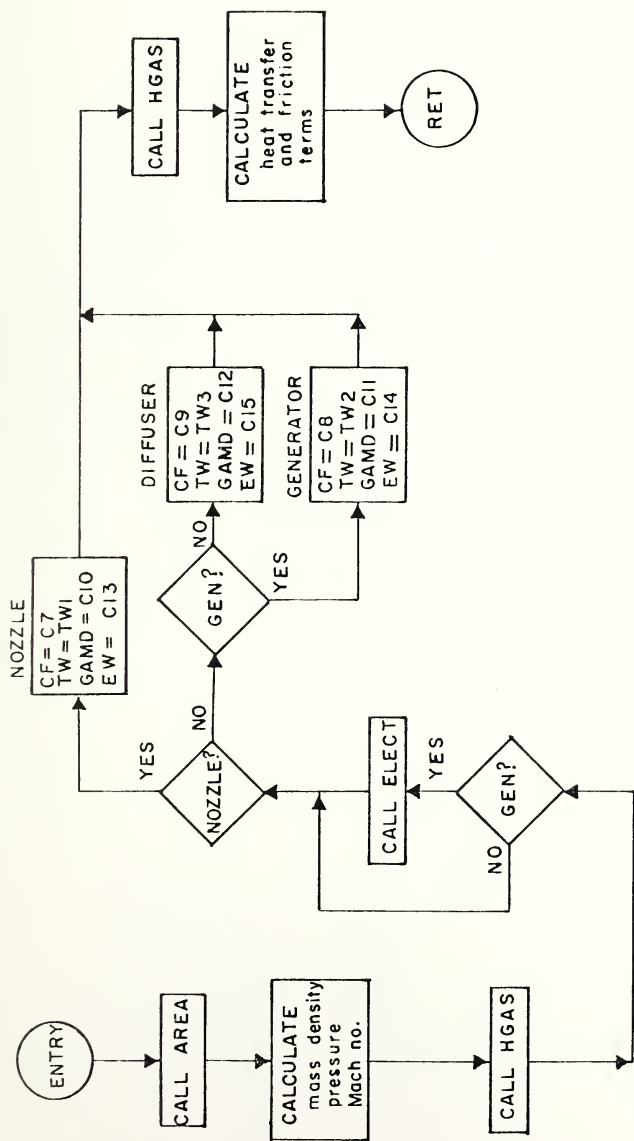 ENTRY
CALL AREA
CALCULATE
mass density
pressure
Mach no.
CALL HGAS
GEN?
NO
YES
CALL ELECT
NOZZLE?
YES
NO
NOZZLE
CF = C7
TW = TW1
GAMD = C10
EW = C13
GEN?
NO
YES
DIFFUSER
CF = C9
TW = TW3
GAMD = C12
EW = C15
GENERATOR
CF = C8
TW = TW2
GAMD = C11
EW = C14
CALL HGAS
CALCULATE
heat transfer
and friction
terms
RET